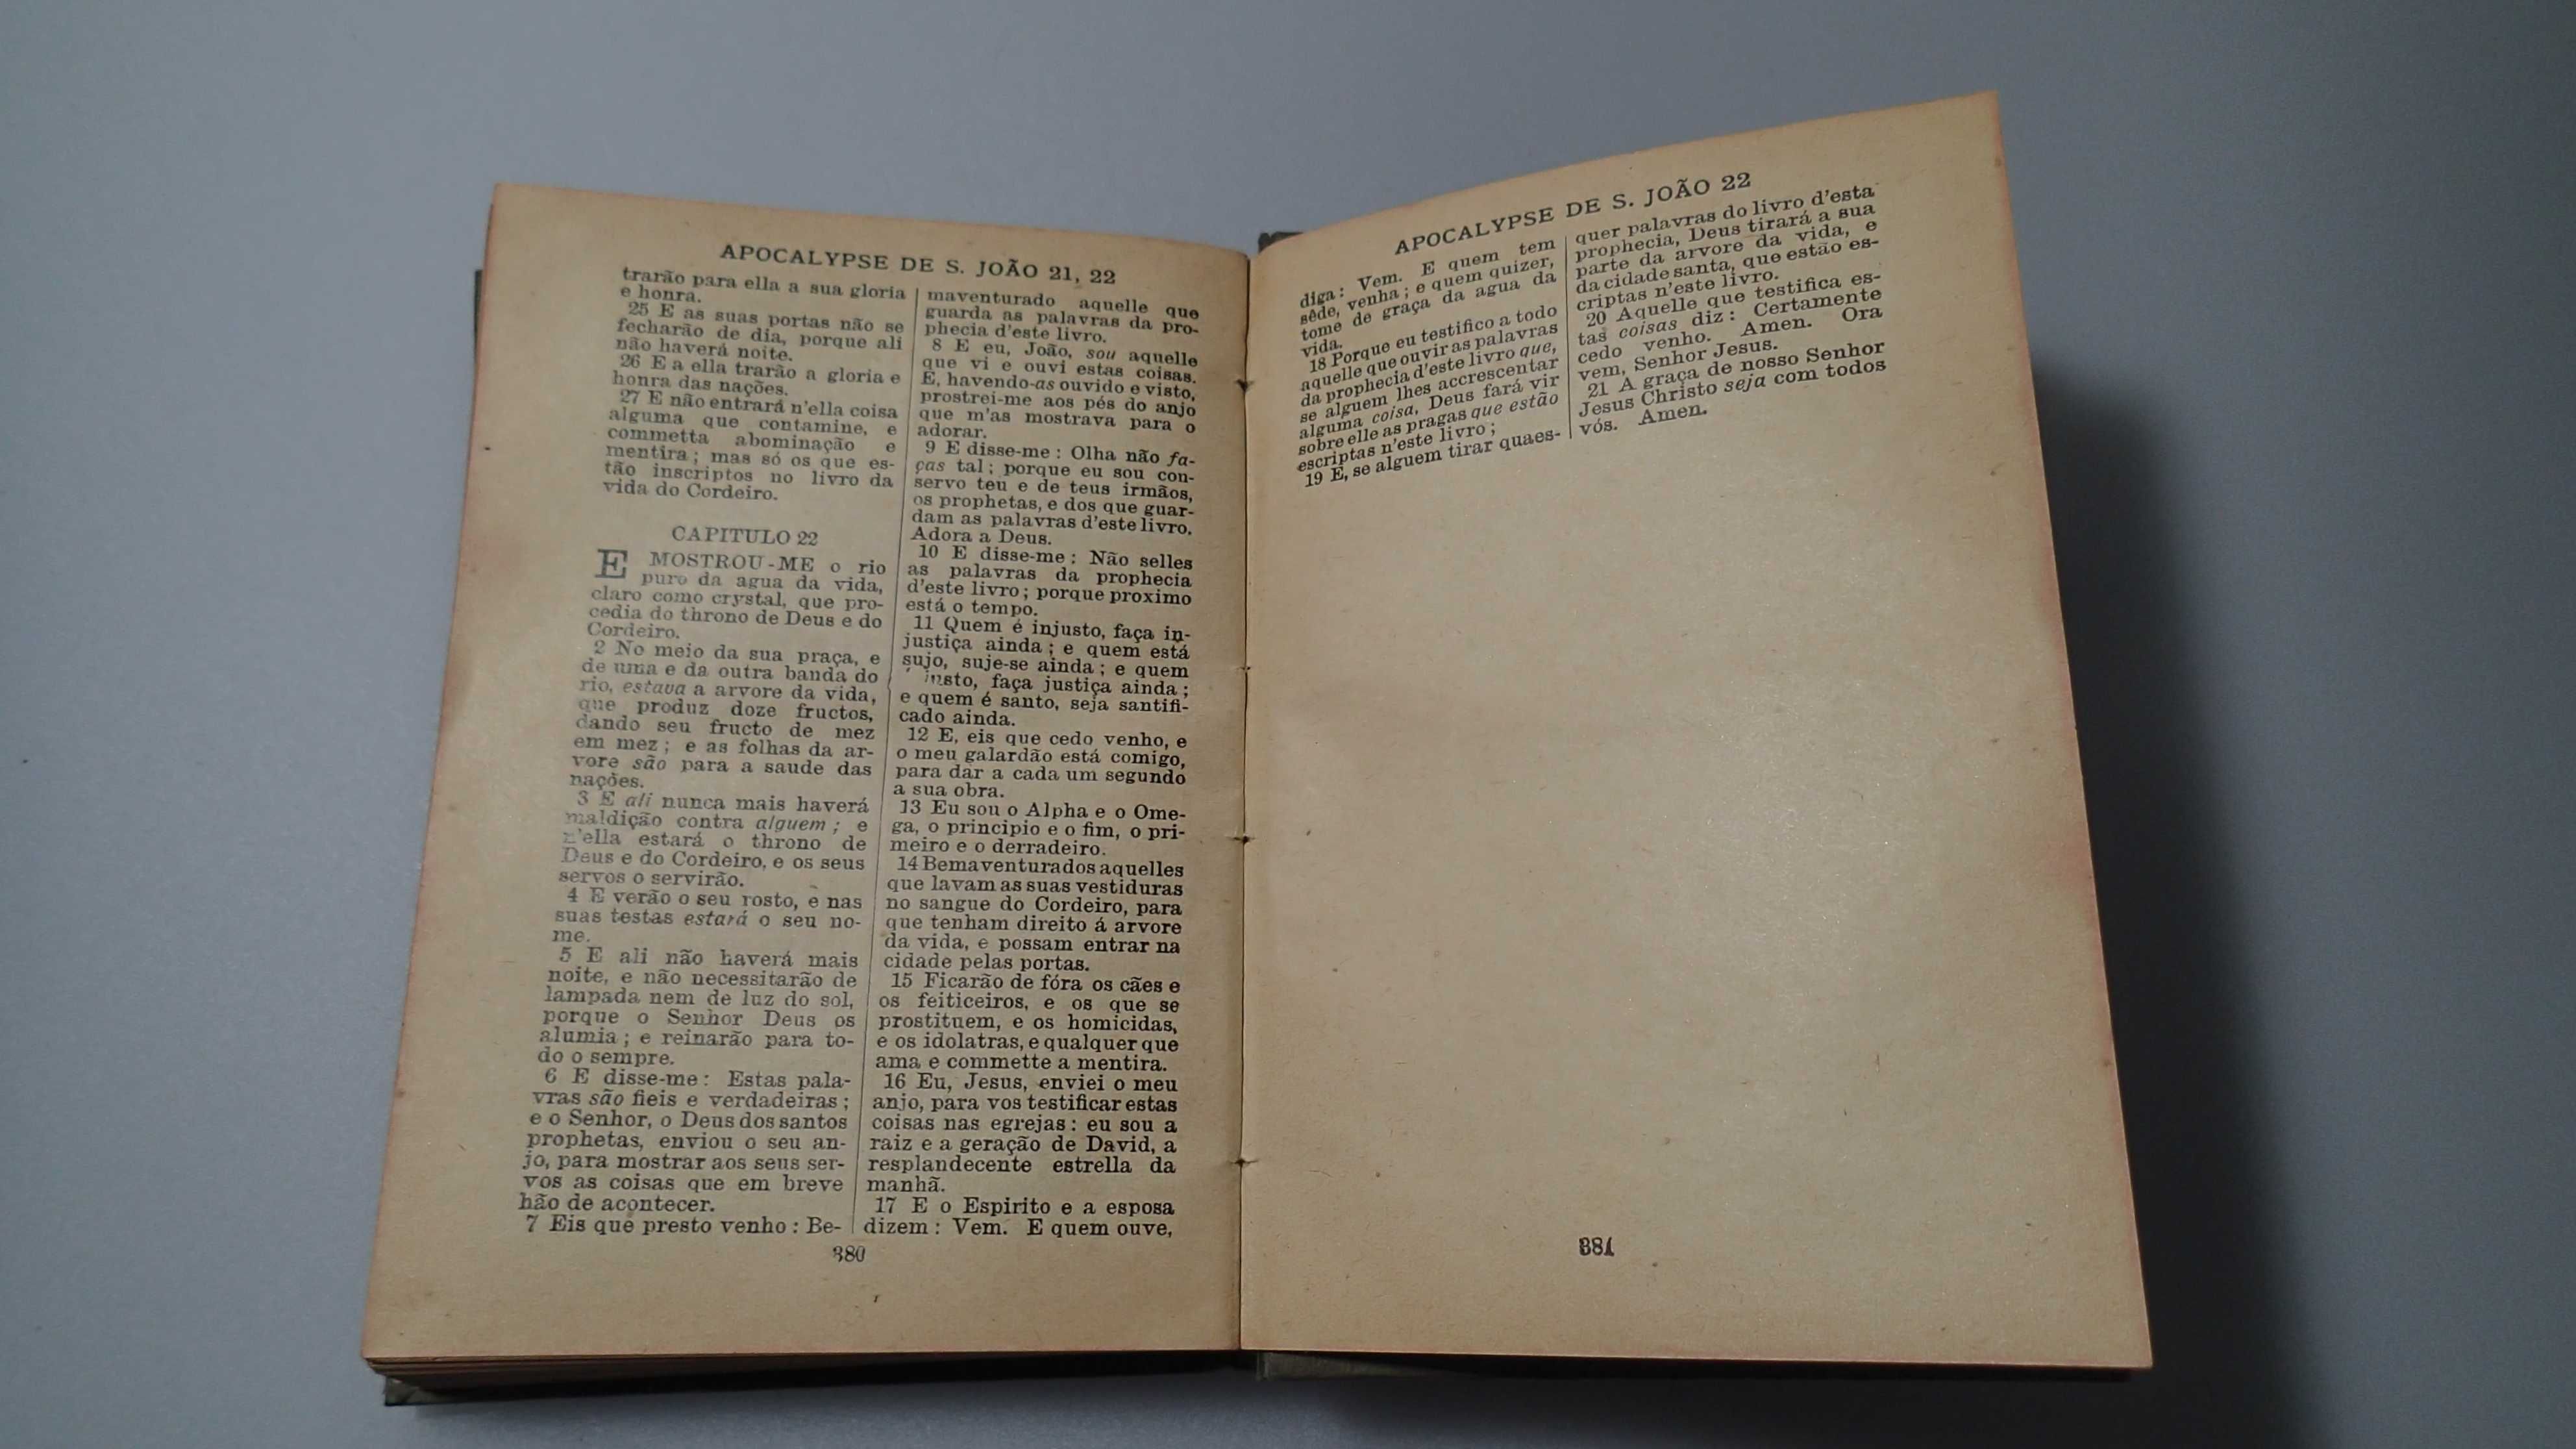 APOCALYPSE DE S. JOÃO 21, 22
trarão para ella a sua gloria
e honra.
25 E as suas portas não se
fecharão de dia, porque ali
não haverá noite.
26 E a ella trarão a gloria e
honra das nações.
27 E não entrará n'ella coisa
alguma que contamine, e
commetta abominação e
mentira; mas só os que es-
tão inscriptos no livro da
vida do Cordeiro.
CAPITULO 22
E MOSTROU-ME o rio
puro da agua da vida,
claro como crystal, que pro-
cedia do throno de Deus e do
Cordeiro.
2 No meio da sua praça, e
de uma e da outra banda do
rio, estava a arvore da vida,
que produz doze fructos,
dando seu fructo de mez
em mez; e as folhas da ar-
vore são para a saude das
nações.
3 E ali nunca mais haverá
maldição contra alguem; e
n'ella estará o throno de
Deus e do Cordeiro, e os seus
servos o servirão.
4 E verão o seu rosto, e nas
suas testas estará o seu no-
me.
5 E ali não haverá mais
noite, e não necessitarão de
lampada nem de luz do sol,
porque o Senhor Deus os
alumia; e reinarão para to-
do o sempre.
6 E disse-me: Estas pala-
vras são fieis e verdadeiras;
e o Senhor, o Deus dos santos
prophetas, enviou o seu an-
jo, para mostrar aos seus ser-
vos as coisas que em breve
hão de acontecer.
7 Eis que presto venho: Be-
maventurado aquelle que
guarda as palavras da pro-
phecia d'este livro.
8 E eu, João, sou aquelle
que vi e ouvi estas coisas.
E, havendo-as ouvido e visto,
prostrei-me aos pés do anjo
que m'as mostrava para o
adorar.
9 E disse-me: Olha não fa-
ças tal; porque eu sou con-
servo teu e de teus irmãos,
os prophetas, e dos que guar-
dam as palavras d'este livro.
Adora a Deus.
10 E disse-me: Não selles
as palavras da prophecia
d'este livro; porque proximo
está o tempo.
11 Quem é injusto, faça in-
justiça ainda; e quem está
sujo, suje-se ainda; e quem
justo, faça justiça ainda;
e quem é santo, seja santifi-
cado ainda.
12 E, eis que cedo venho, e
o meu galardão está comigo,
para dar a cada um segundo
a sua obra.
13 Eu sou o Alpha e o Ome-
ga, o principio e o fim, o pri-
meiro e o derradeiro.
14 Bemaventurados aquelles
que lavam as suas vestiduras
no sangue do Cordeiro, para
que tenham direito á arvore
da vida, e possam entrar na
cidade pelas portas.
15 Ficarão de fóra os cães e
os feiticeiros, e os que se
prostituem, e os homicidas,
e os idolatras, e qualquer que
ama e commette a mentira.
16 Eu, Jesus, enviei o meu
anjo, para vos testificar estas
coisas nas egrejas: eu sou a
raiz e a geração de David, a
resplandecente estrella da
manhã.
17 E o Espirito e a esposa
dizem: Vem. E quem ouve,
380
APOCALYPSE DE S. JOÃO 22
diga: Vem. E quem tem
sêde, venha; e quem quizer,
tome de graça da agua da
vida.
18 Porque eu testifico a todo
aquelle que ouvir as palavras
da prophecia d'este livro que,
se alguem lhes accrescentar
alguma coisa, Deus fará vir
sobre elle as pragas que estão
escriptas n'este livro;
19 E, se alguem tirar quaes-
quer palavras do livro d'esta
prophecia, Deus tirará a sua
parte da arvore da vida, e
da cidade santa, que estão es-
criptas n'este livro.
20 Aquelle que testifica es-
tas coisas diz: Certamente
cedo venho. Amen. Ora
vem, Senhor Jesus.
21 A graça de nosso Senhor
Jesus Christo seja com todos
vós. Amen.
381